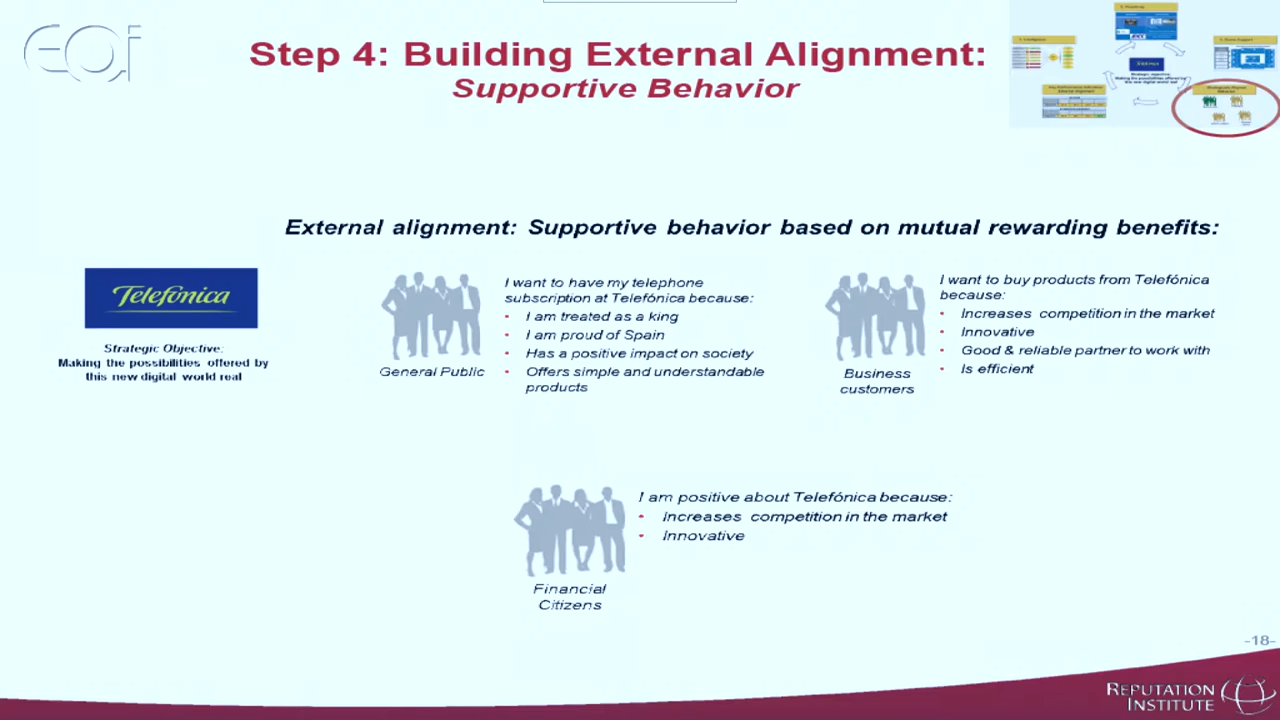 eoi
Step 4: Building External Alignment:
Supportive Behavior
External alignment: Supportive behavior based on mutual rewarding benefits:
Telefónica
Strategic Objective:
Making the possibilities offered by
this new digital world real
General Public
I want to have my telephone
subscription at Telefónica because:
• I am treated as a king
• I am proud of Spain
• Has a positive impact on society
• Offers simple and understandable
products
Business
customers
I want to buy products from Telefónica
because:
• Increases competition in the market
• Innovative
• Good & reliable partner to work with
• Is efficient
Financial
Citizens
I am positive about Telefónica because:
• Increases competition in the market
• Innovative
-18-
REPUTATION
INSTITUTE